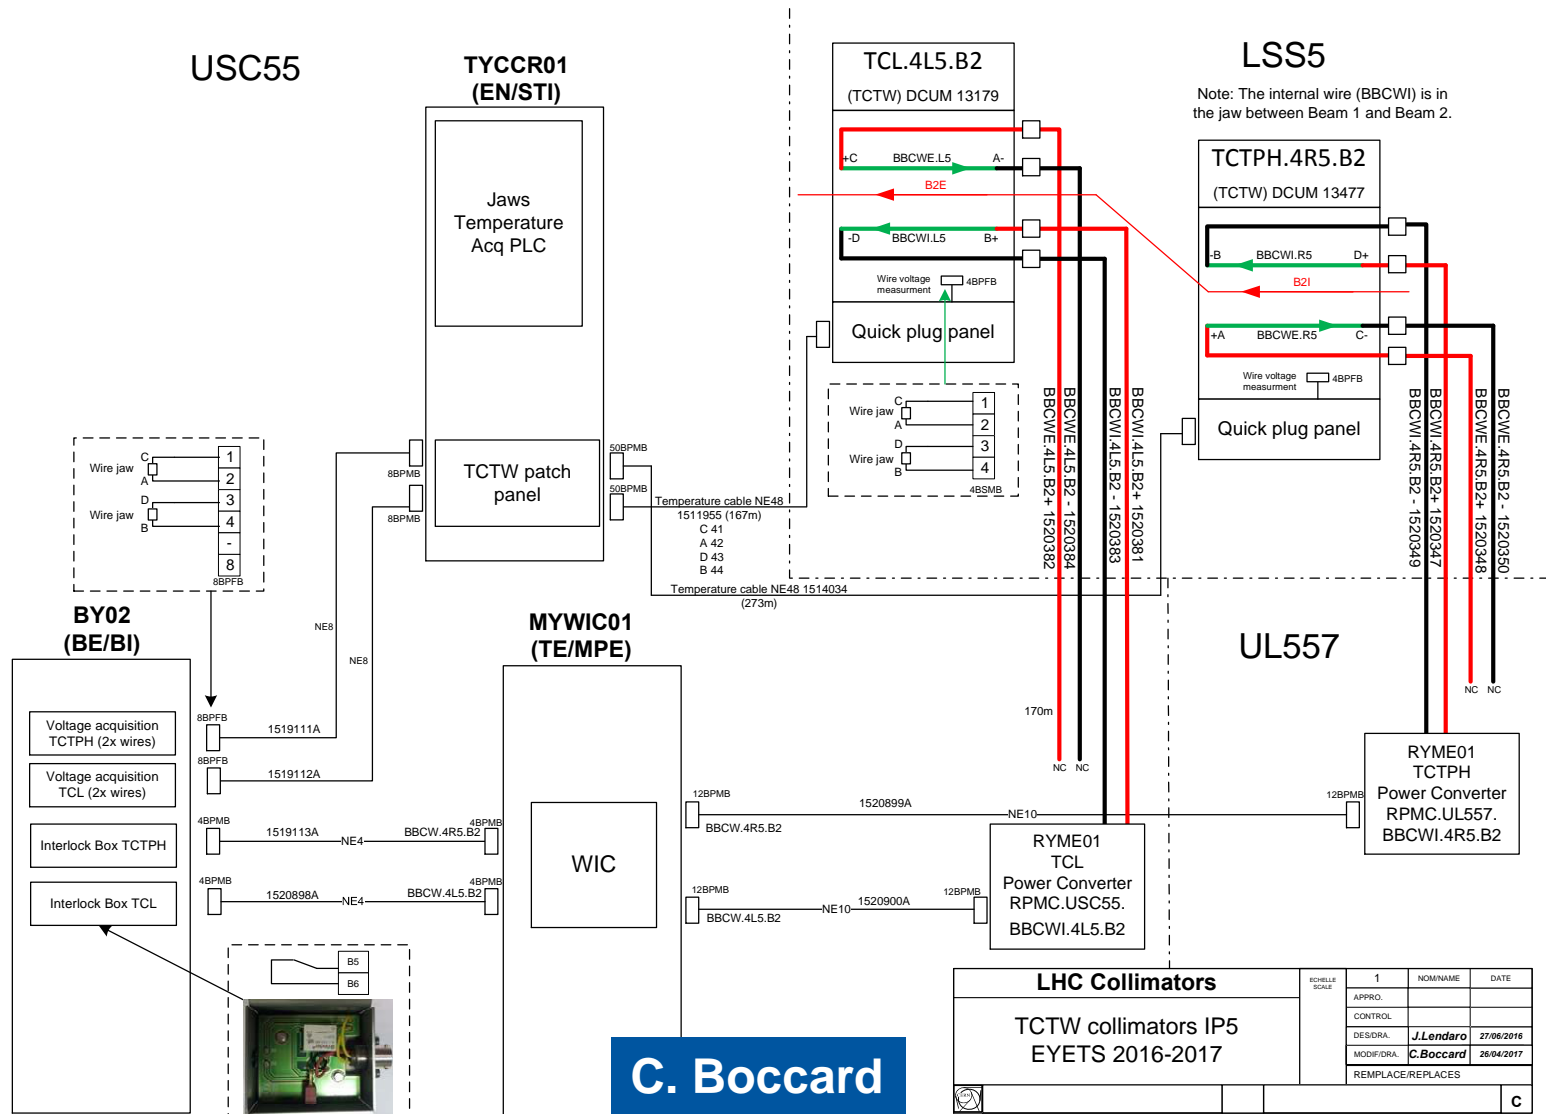 USC55
TYCCR01
(EN/STI)
Jaws
Temperature
Acq PLC
TCTW patch
panel
8BPMB
8BPMB
50BPMB
50BPMB
Temperature cable NE48
1511955 (167m)
C 41
A 42
D 43
B 44
Temperature cable NE48 1514034
(273m)
TCL.4L5.B2
(TCTW) DCUM 13179
+C
BBCWE.L5
A-
B2E
-D
BBCWI.L5
B+
Wire voltage
measurment
4BPFB
Quick plug panel
Wire jaw
C
A
Wire jaw
D
B
1
2
3
4
4BSMB
LSS5
Note: The internal wire (BBCWI) is in
the jaw between Beam 1 and Beam 2.
TCTPH.4R5.B2
(TCTW) DCUM 13477
-B
BBCWI.R5
D+
B2I
+A
BBCWE.R5
C-
Wire voltage
measurment
4BPFB
Quick plug panel
BBCWE.4L5.B2+ 1520382
BBCWE.4L5.B2 - 1520384
BBCWI.4L5.B2 - 1520383
BBCWI.4L5.B2+ 1520381
BBCWI.4R5.B2 - 1520349
BBCWI.4R5.B2+ 1520347
BBCWE.4R5.B2+ 1520348
BBCWE.4R5.B2 - 1520350
Wire jaw
C
A
Wire jaw
D
B
1
2
3
4
-
8
8BPFB
NE8
NE8
BY02
(BE/BI)
Voltage acquisition
TCTPH (2x wires)
Voltage acquisition
TCL (2x wires)
Interlock Box TCTPH
Interlock Box TCL
8BPFB
1519111A
8BPFB
1519112A
4BPMB
1519113A
NE4
BBCW.4R5.B2
4BPMB
4BPMB
1520898A
NE4
BBCW.4L5.B2
4BPMB
B5
B6
MYWIC01
(TE/MPE)
WIC
12BPMB
BBCW.4R5.B2
1520899A
NE10
12BPMB
12BPMB
BBCW.4L5.B2
NE10
1520900A
12BPMB
170m
NC
NC
UL557
NC
NC
RYME01
TCL
Power Converter
RPMC.USC55.
BBCWI.4L5.B2
RYME01
TCTPH
Power Converter
RPMC.UL557.
BBCWI.4R5.B2
C. Boccard
LHC Collimators
TCTW collimators IP5
EYETS 2016-2017
ECHELLE
SCALE
1
NOM/NAME
DATE
APPRO.
CONTROL
DES/DRA.
J.Lendaro
27/06/2016
MODIF/DRA.
C.Boccard
26/04/2017
REMPLACE/REPLACES
C